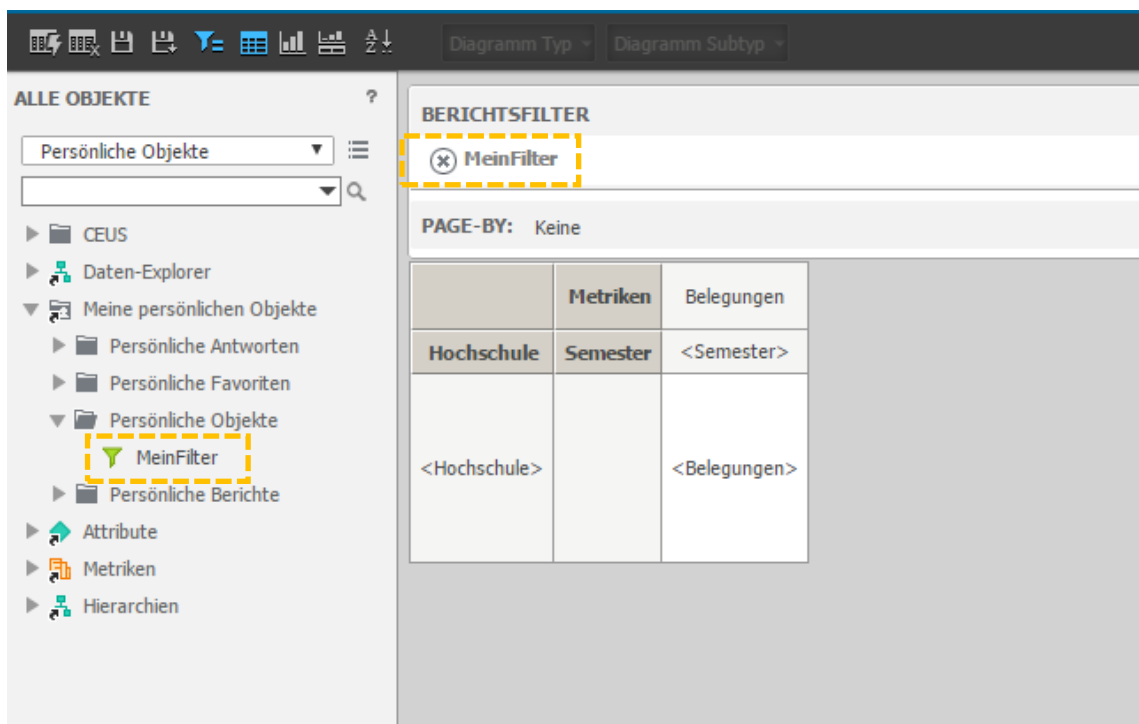 Diagramm Typ Diagramm Subtyp
ALLE OBJEKTE ?
Persönliche Objekte
CEUS
Daten-Explorer
Meine persönlichen Objekte
Persönliche Antworten
Persönliche Favoriten
Persönliche Objekte
MeinFilter
Persönliche Berichte
Attribute
Metriken
Hierarchien
BERICHTSFILTER
MeinFilter
PAGE-BY: Keine
Metriken Belegungen
Hochschule Semester <Semester>
<Hochschule> <Belegungen>